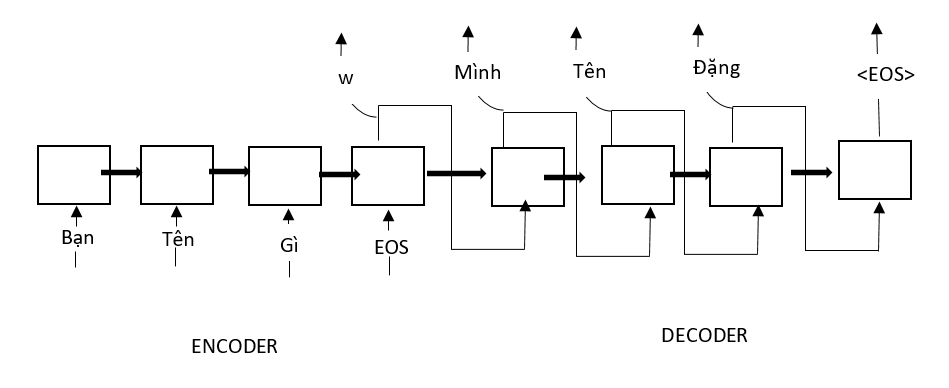 w
Mình
Tên
Đặng
<EOS>
Bạn
Tên
Gì
EOS
ENCODER
DECODER